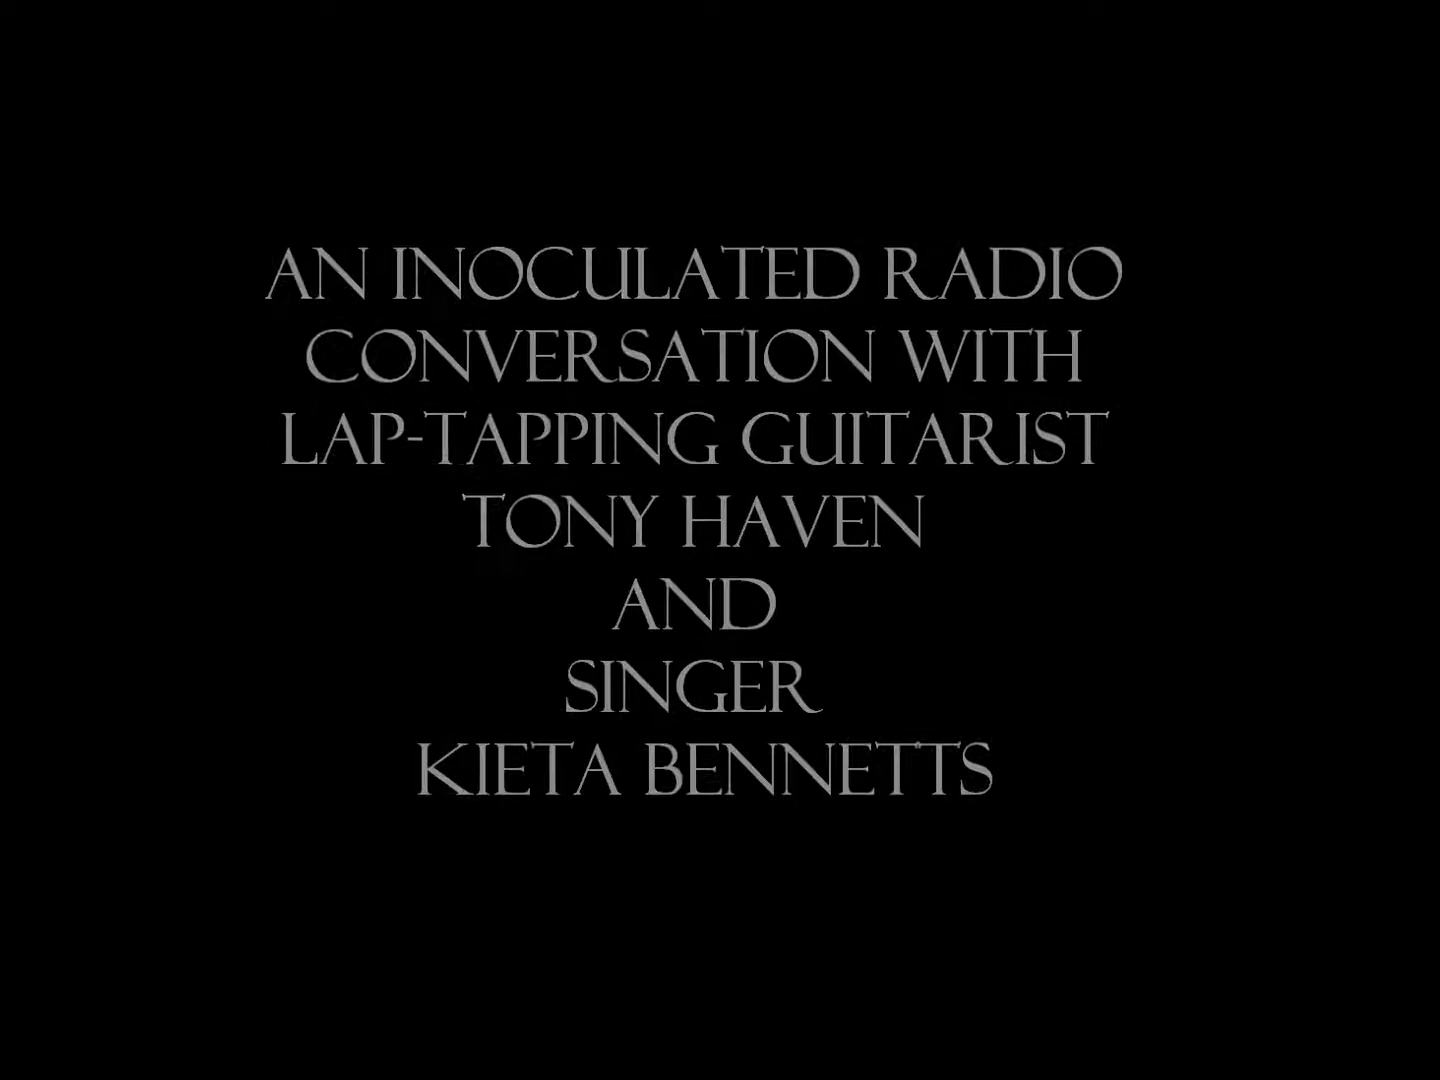 AN INOCULATED RADIO
CONVERSATION WITH
LAP-TAPPING GUITARIST
TONY HAVEN
AND
SINGER
KIETA BENNETTS